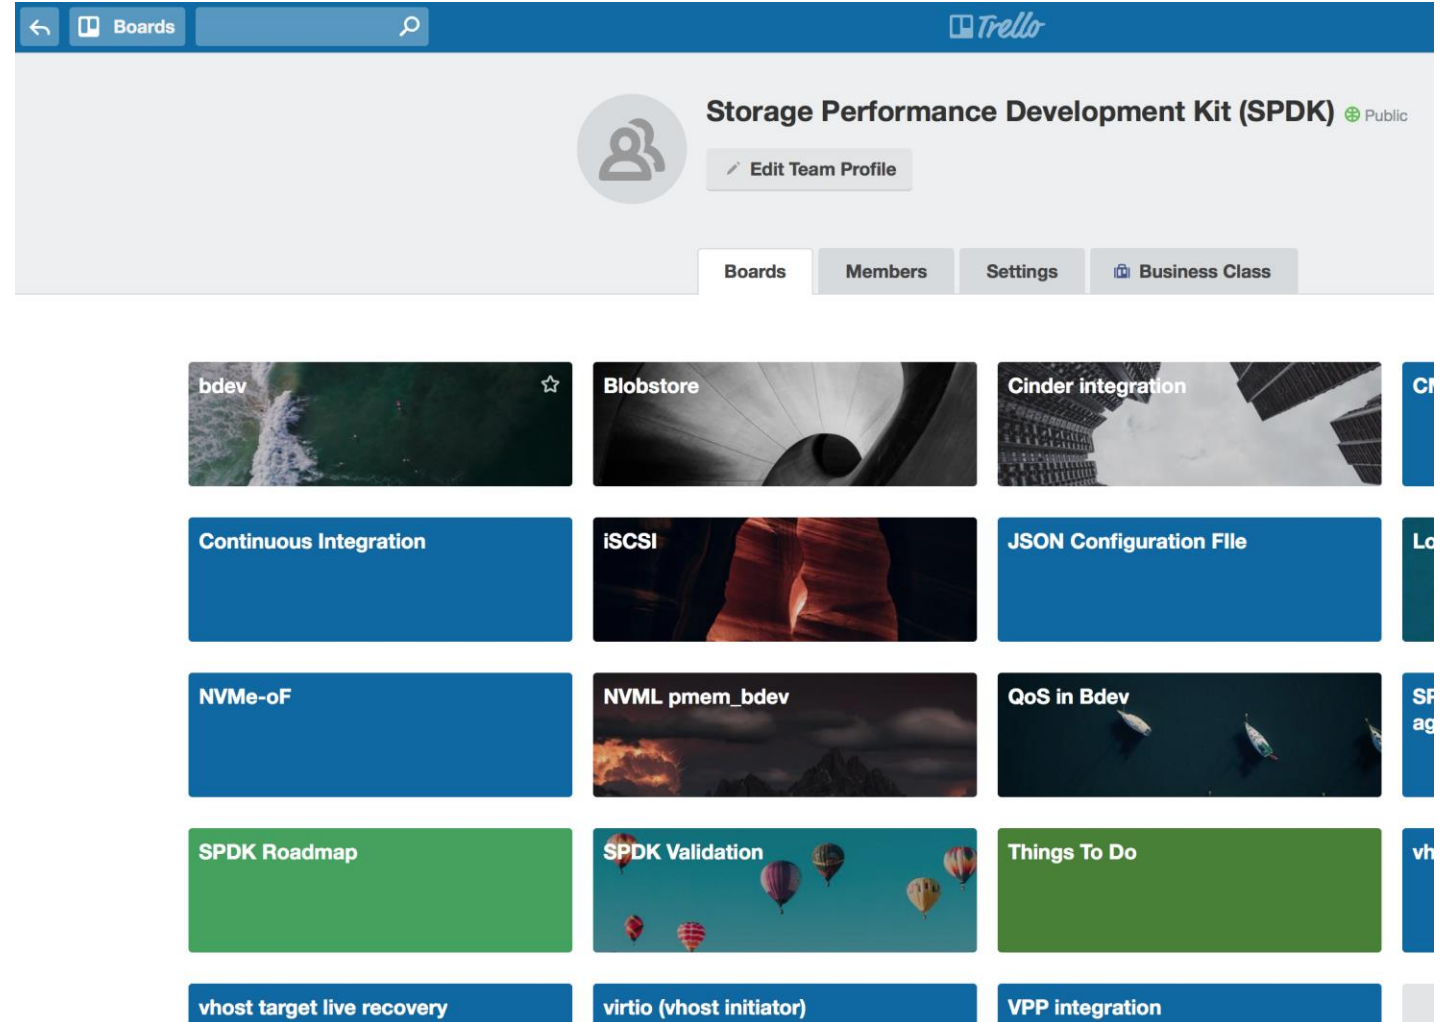 Boards
Trello
Storage Performance Development Kit (SPDK) Public
Edit Team Profile
Boards Members Settings Business Class
bdev Blobstore Cinder integration
Continuous Integration iSCSI JSON Configuration FIle
NVMe-oF NVML pmem_bdev QoS in Bdev
SPDK Roadmap SPDK Validation Things To Do
vhost target live recovery virtio (vhost initiator) VPP integration